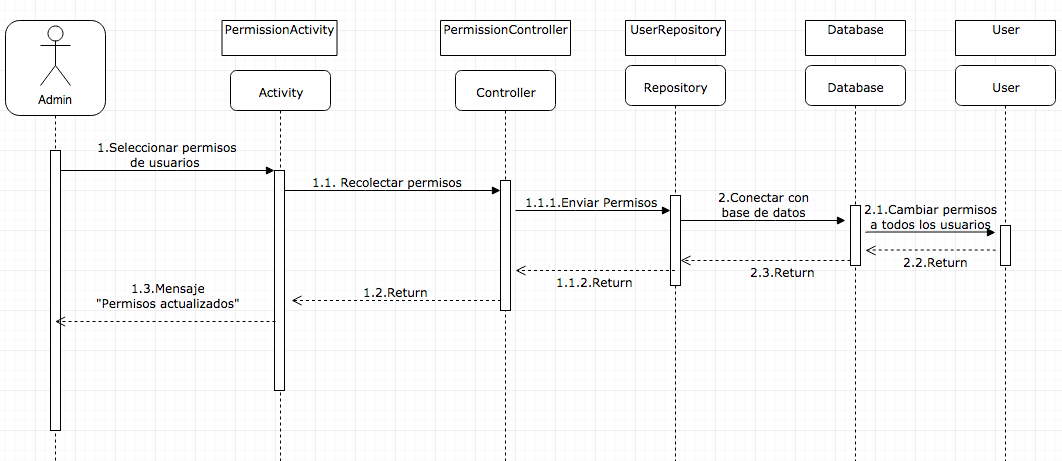 PermissionActivity
PermissionController
UserRepository
Database
User
Admin
Activity
Controller
Repository
Database
User
1.Seleccionar permisos
de usuarios
1.1. Recolectar permisos
1.1.1.Enviar Permisos
2.Conectar con
base de datos
2.1.Cambiar permisos
a todos los usuarios
2.2.Return
2.3.Return
1.1.2.Return
1.2.Return
1.3.Mensaje
"Permisos actualizados"